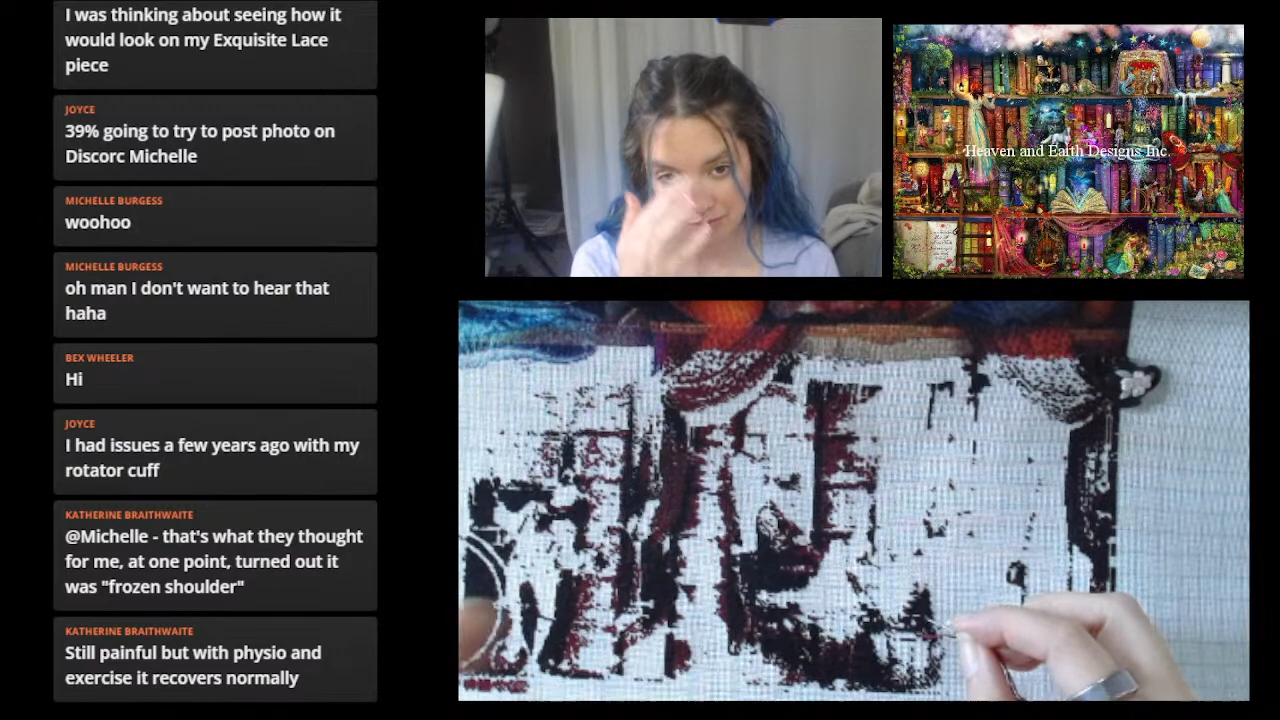 I was thinking about seeing how it
would look on my Exquisite Lace
piece
JOYCE
39% going to try to post photo on
Discorc Michelle
MICHELLE BURGESS
woohoo
MICHELLE BURGESS
oh man I don't want to hear that
haha
BEX WHEELER
Hi
JOYCE
I had issues a few years ago with my
rotator cuff
KATHERINE BRAITHWAITE
@Michelle - that's what they thought
for me, at one point, turned out it
was "frozen shoulder"
KATHERINE BRAITHWAITE
Still painful but with physio and
exercise it recovers normally
Heaven and Earth Designs Inc